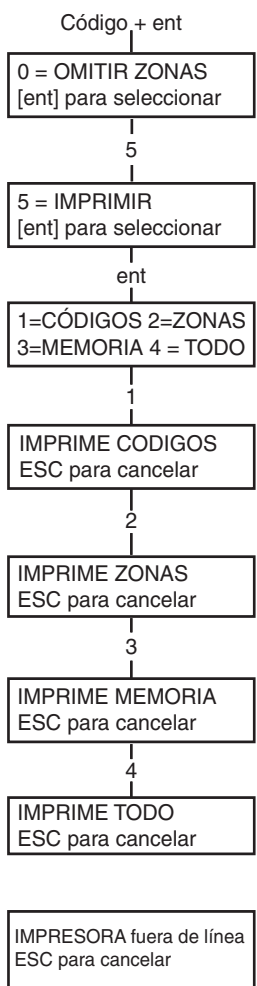 Código + ent
0 = OMITIR ZONAS
[ent] para seleccionar
5
5 = IMPRIMIR
[ent] para seleccionar
ent
1=CÓDIGOS 2=ZONAS
3=MEMORIA 4 = TODO
1
IMPRIME CODIGOS
ESC para cancelar
2
IMPRIME ZONAS
ESC para cancelar
3
IMPRIME MEMORIA
ESC para cancelar
4
IMPRIME TODO
ESC para cancelar
IMPRESORA fuera de línea
ESC para cancelar